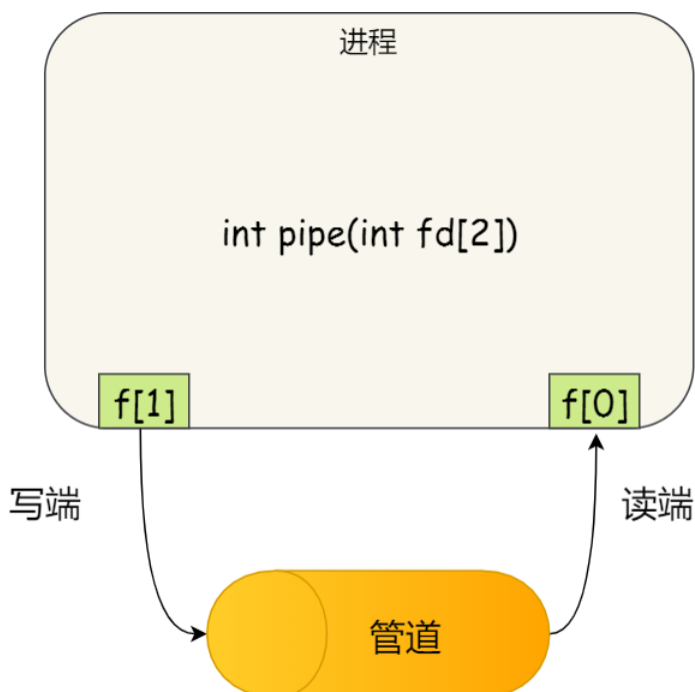 进程
int pipe(int fd[2])
f[1]
f[0]
写端
读端
管道